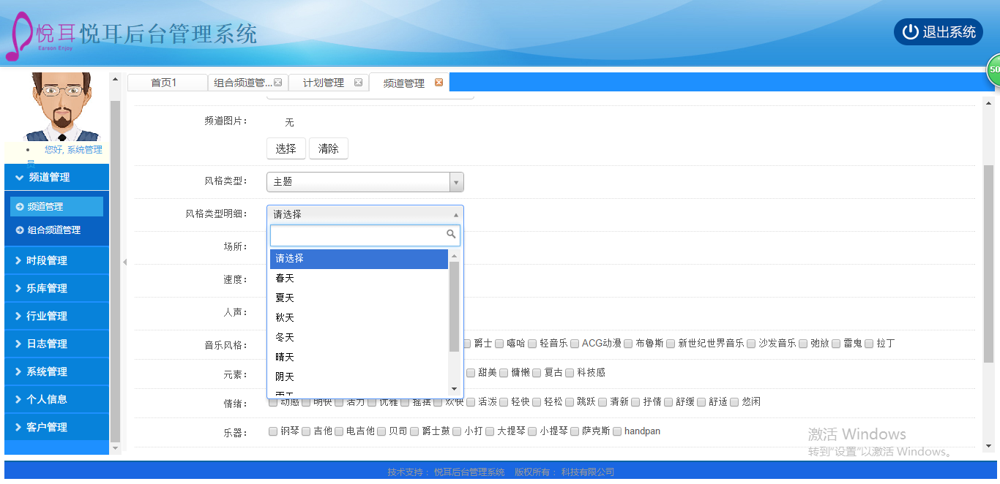 悦耳 悦耳后台管理系统
Earson Enjoy
退出系统
50
首页1 组合频道管... 计划管理 频道管理
您好, 系统管理
员
频道管理
频道管理
组合频道管理
时段管理
乐库管理
行业管理
日志管理
系统管理
个人信息
客户管理
频道图片： 无
选择 清除
风格类型： 主题
风格类型明细： 请选择
请选择
春天
夏天
秋天
冬天
晴天
阴天
场所：
速度：
人声：
音乐风格： 爵士 嘻哈 轻音乐 ACG动漫 布鲁斯 新世纪世界音乐 沙发音乐 弛放 雷鬼 拉丁
元素： 甜美 慵懒 复古 科技感
情绪： 动感 明快 活力 优雅 摇摆 欢快 活泼 轻快 轻松 跳跃 清新 抒情 舒缓 舒适 悠闲
乐器： 钢琴 吉他 电吉他 贝司 爵士鼓 小打 大提琴 小提琴 萨克斯 handpan
激活 Windows
转到“设置”以激活 Windows。
技术支持： 悦耳后台管理系统 版权所有： 科技有限公司